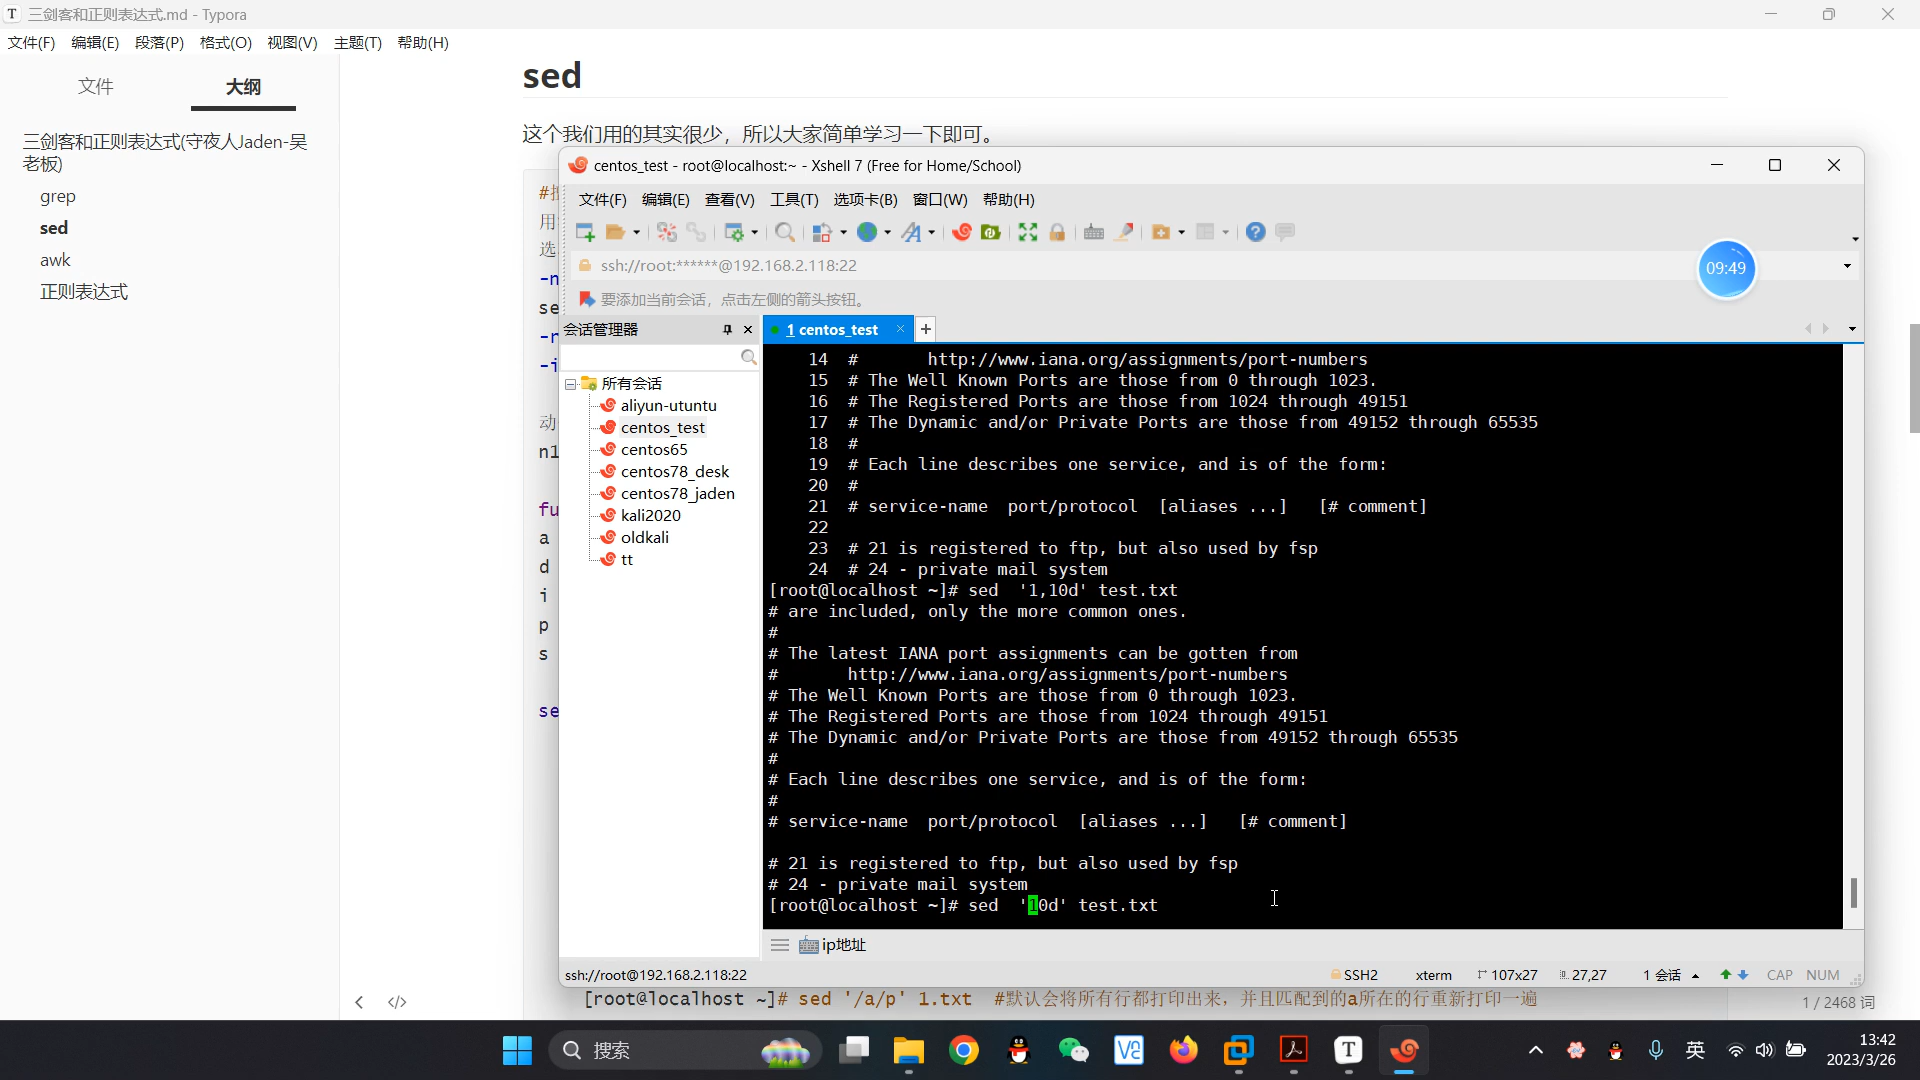 三剑客和正则表达式.md - Typora
文件(F) 编辑(E) 段落(P) 格式(O) 视图(V) 主题(T) 帮助(H)
文件 大纲
三剑客和正则表达式(守夜人Jaden-吴
老板)
grep
sed
awk
正则表达式
sed
这个我们用的其实很少，所以大家简单学习一下即可。
用
选
-n
se
-r
-i
动
n1
fu
a
d
i
p
s
se
centos_test - root@localhost:~ - Xshell 7 (Free for Home/School)
文件(F) 编辑(E) 查看(V) 工具(T) 选项卡(B) 窗口(W) 帮助(H)
ssh://root:******@192.168.2.118:22
09:49
要添加当前会话，点击左侧的箭头按钮。
会话管理器
1 centos_test
所有会话
aliyun-ututu
centos_test
centos65
centos78_desk
centos78_jaden
kali2020
oldkali
tt
14 # http://www.iana.org/assignments/port-numbers
15 # The Well Known Ports are those from 0 through 1023.
16 # The Registered Ports are those from 1024 through 49151
17 # The Dynamic and/or Private Ports are those from 49152 through 65535
18 #
19 # Each line describes one service, and is of the form:
20 #
21 # service-name port/protocol [aliases ...] [# comment]
22
23 # 21 is registered to ftp, but also used by fsp
24 # 24 - private mail system
[root@localhost ~]# sed '1,10d' test.txt
# are included, only the more common ones.
#
# The latest IANA port assignments can be gotten from
# http://www.iana.org/assignments/port-numbers
# The Well Known Ports are those from 0 through 1023.
# The Registered Ports are those from 1024 through 49151
# The Dynamic and/or Private Ports are those from 49152 through 65535
#
# Each line describes one service, and is of the form:
#
# service-name port/protocol [aliases ...] [# comment]
# 21 is registered to ftp, but also used by fsp
# 24 - private mail system
[root@localhost ~]# sed '10d' test.txt
ip地址
ssh://root@192.168.2.118:22 SSH2 xterm 107x27 27,27 1 会话 CAP NUM
[root@localhost ~]# sed '/a/p' 1.txt #默认会将所有行都打印出来，并且匹配到的a所在的行重新打印一遍
1 / 2468 词
搜索
英
13:42
2023/3/26